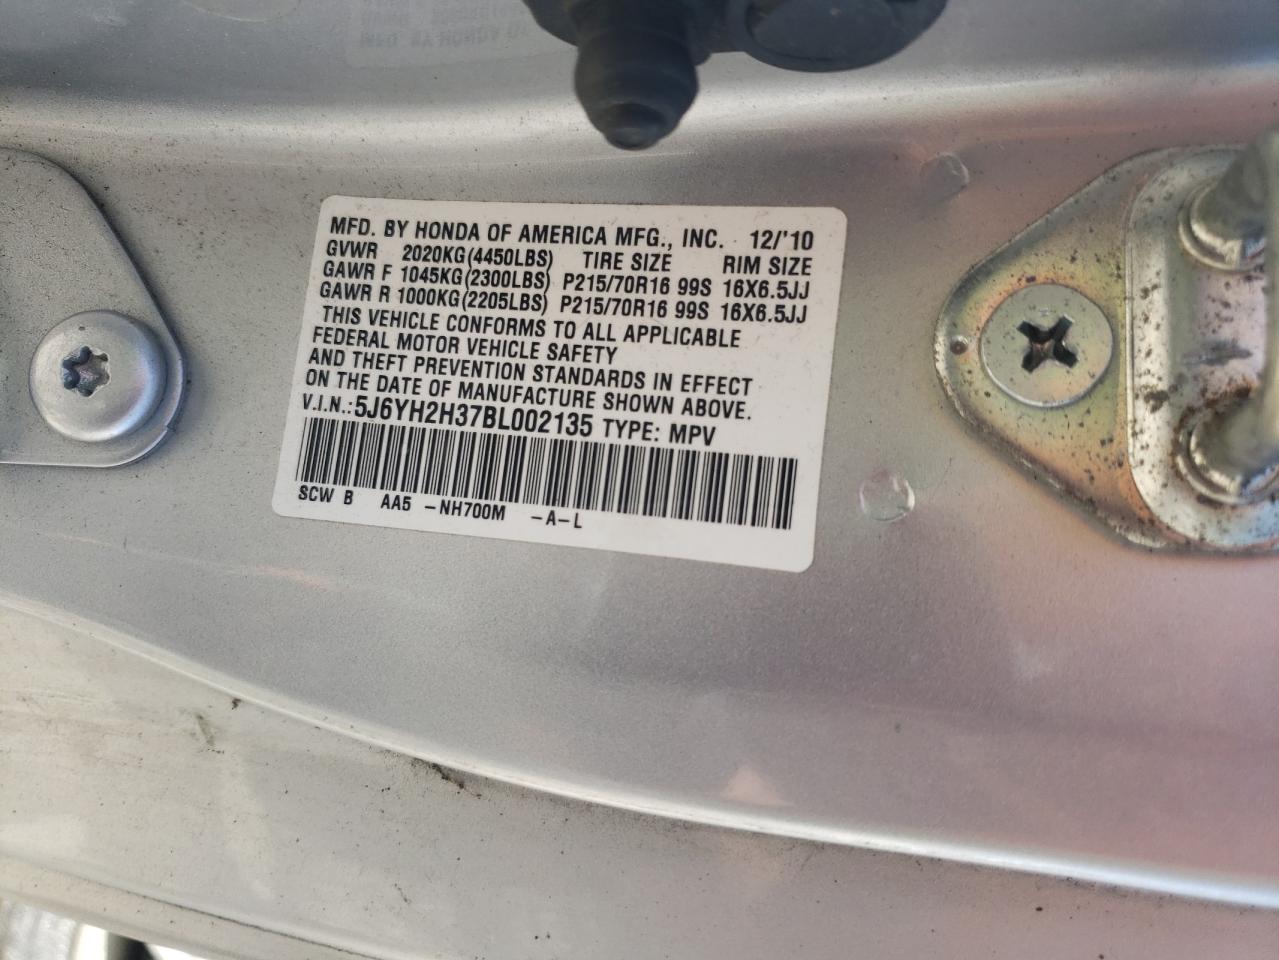 MFD. BY HONDA OF AMERICA MFG., INC. 12/'10
GVWR 2020KG(4450LBS) TIRE SIZE RIM SIZE
GAWR F 1045KG(2300LBS) P215/70R16 99S 16X6.5JJ
GAWR R 1000KG(2205LBS) P215/70R16 99S 16X6.5JJ
THIS VEHICLE CONFORMS TO ALL APPLICABLE
FEDERAL MOTOR VEHICLE SAFETY
AND THEFT PREVENTION STANDARDS IN EFFECT
ON THE DATE OF MANUFACTURE SHOWN ABOVE.
V.I.N.: 5J6YH2H37BL002135 TYPE: MPV
SCW B AA5 -NH700M -A-L